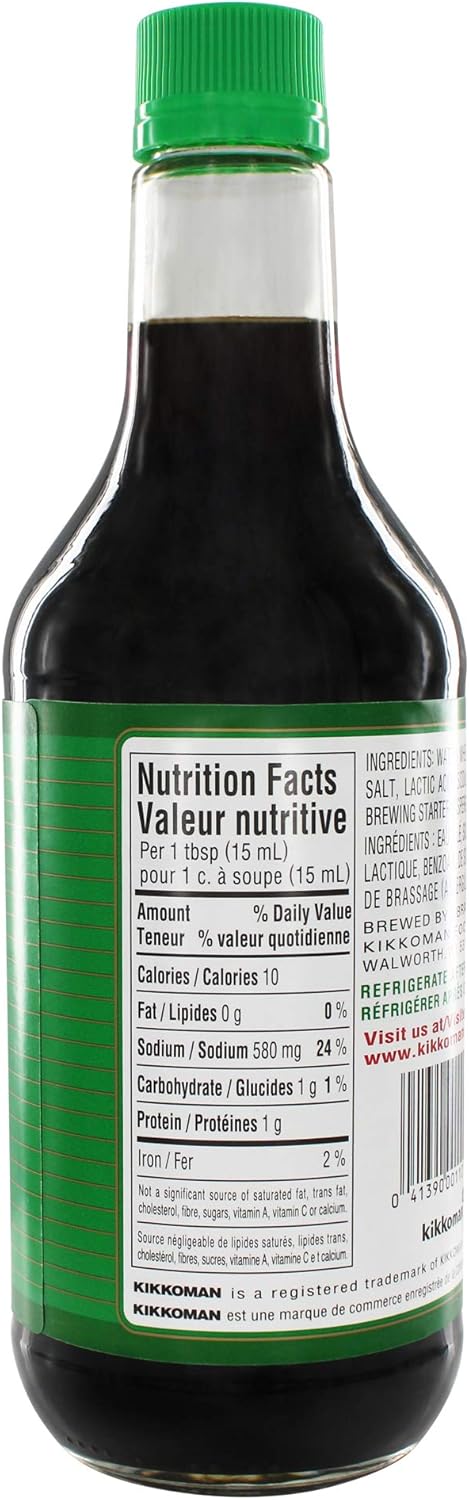 Nutrition Facts
Valeur nutritive
Per 1 tbsp (15 mL)
pour 1 c. à soupe (15 mL)
Amount % Daily Value
Teneur % valeur quotidienne
Calories / Calories 10
Fat / Lipides 0 g 0 %
Sodium / Sodium 580 mg 24 %
Carbohydrate / Glucides 1 g 1 %
Protein / Protéines 1 g
Iron / Fer 2 %
Not a significant source of saturated fat, trans fat,
cholesterol, fibre, sugars, vitamin A, vitamin C or calcium.
Source négligeable de lipides saturés, lipides trans,
cholestérol, fibres, sucres, vitamine A, vitamine C et calcium.
KIKKOMAN is a registered trademark of
KIKKOMAN est une marque de commerce enregistrée de
INGREDIENTS:
SALT, LACTIC
BREWING
INGRÉDIENTS:
LACTIQUE,
DE BRASSAGE
BREWED BY
KIKKOMAN
WALWORTH,
REFRIGERATE
RÉFRIGÉRER
Visit us at/
www.
0 41390